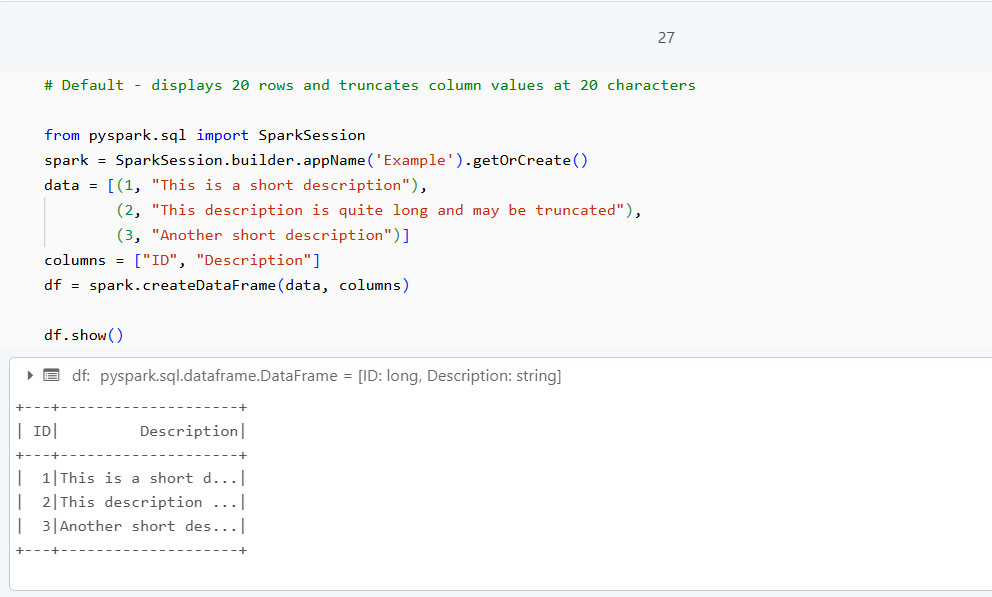 27
# Default - displays 20 rows and truncates column values at 20 characters
from pyspark.sql import SparkSession
spark = SparkSession.builder.appName('Example').getOrCreate()
data = [(1, "This is a short description"),
        (2, "This description is quite long and may be truncated"),
        (3, "Another short description")]
columns = ["ID", "Description"]
df = spark.createDataFrame(data, columns)
df.show()
df: pyspark.sql.dataframe.DataFrame = [ID: long, Description: string]
+---+--------------------+
| ID|         Description|
+---+--------------------+
|  1|This is a short d...|
|  2|This description ...|
|  3|Another short des...|
+---+--------------------+